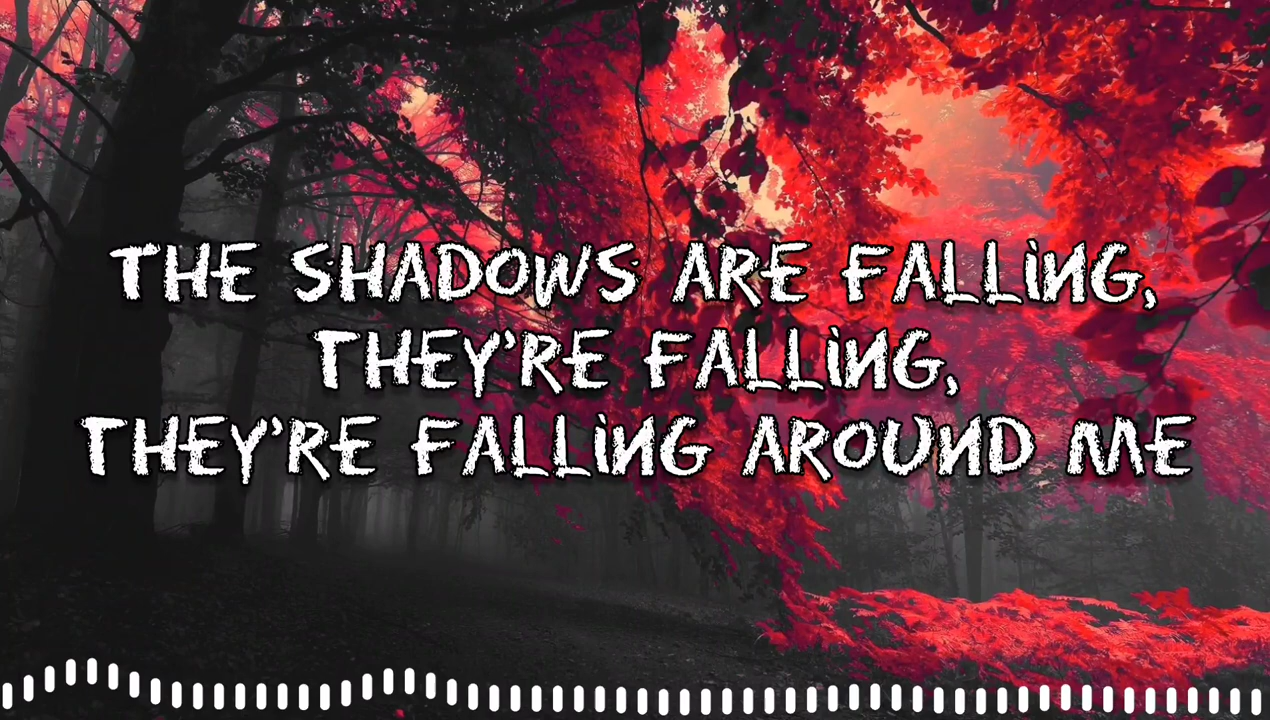 THE SHADOWS ARE FALLING,
THEY'RE FALLING,
THEY'RE FALLING AROUND ME